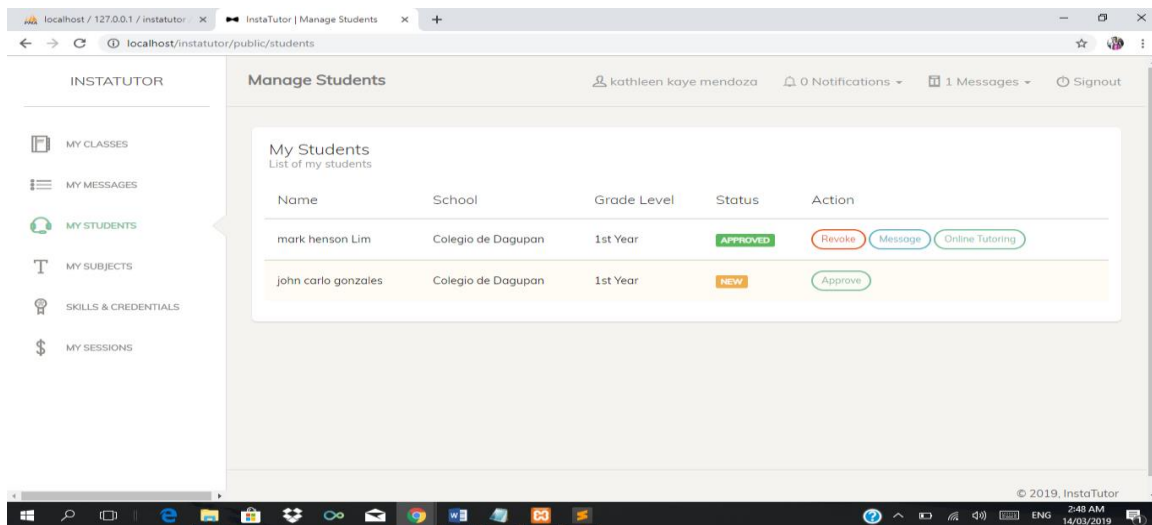 localhost / 127.0.0.1 / instatutor /
InstaTutor | Manage Students
localhost/instatutor/public/students
INSTATUTOR
Manage Students
kathleen kaye mendoza
0 Notifications
1 Messages
Signout
MY CLASSES
MY MESSAGES
MY STUDENTS
MY SUBJECTS
SKILLS & CREDENTIALS
MY SESSIONS
My Students
List of my students
Name School Grade Level Status Action
mark henson Lim Colegio de Dagupan 1st Year APPROVED Revoke Message Online Tutoring
john carlo gonzales Colegio de Dagupan 1st Year NEW Approve
© 2019, InstaTutor
ENG
2:48 AM
14/03/2019